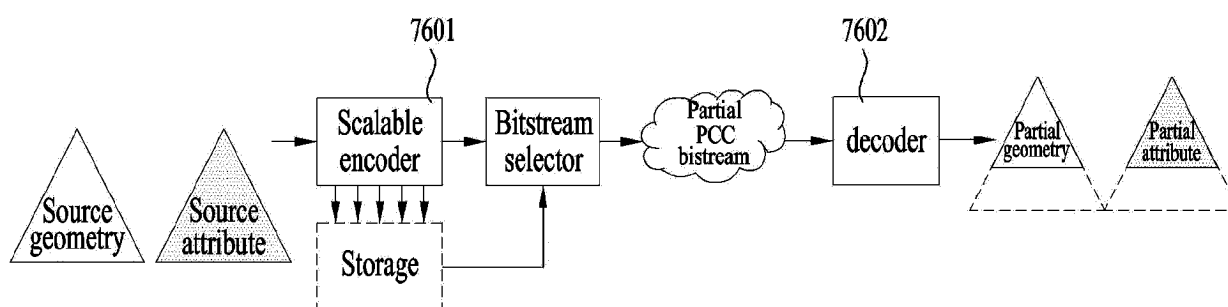 7601
7602
Source
geometry
Source
attribute
Scalable
encoder
Bitstream
selector
Storage
Partial
PCC
bistream
decoder
Partial
geometry
Partial
attribute